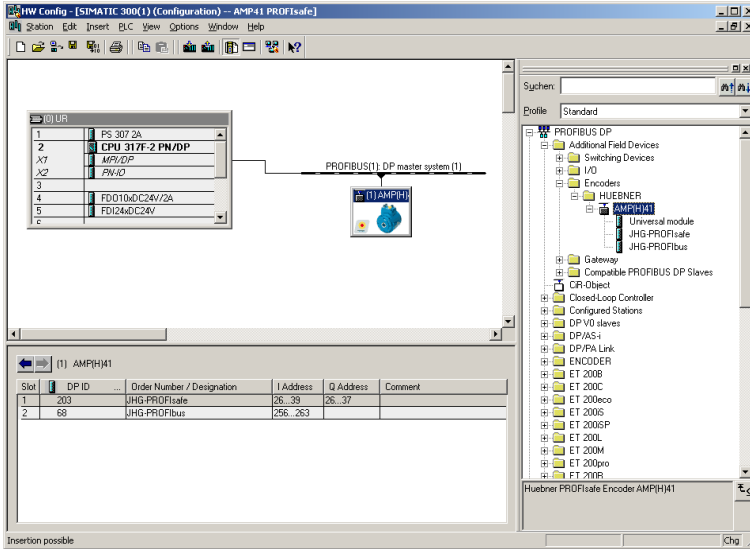 HW Config - [SIMATIC 300(1) (Configuration) -- AMP41 PROFIsafe]
Station Edit Insert PLC View Options Window Help
(0) UR
1 PS 307 2A
2 CPU 317F-2 PN/DP
X1 MPI/DP
X2 PN-IO
3
4 FDO10xDC24V/2A
5 FDI24xDC24V
6
PROFIBUS(1): DP master system (1)
(1) AMP(H)
Suchen:
Profile Standard
PROFIBUS DP
Additional Field Devices
Switching Devices
I/O
Encoders
HUEBNER
AMP(H)41
Universal module
JHG-PROFIsafe
JHG-PROFIbus
Gateway
Compatible PROFIBUS DP Slaves
CiR-Object
Closed-Loop Controller
Configured Stations
DP V0 slaves
DP/AS-i
DP/PA Link
ENCODER
ET 200B
ET 200C
ET 200eco
ET 200iS
ET 200iSP
ET 200L
ET 200M
ET 200pro
ET 200R
Huebner PROFIsafe Encoder AMP(H)41
(1) AMP(H)41
Slot DP ID ... Order Number / Designation I Address Q Address Comment
1 203 JHG-PROFIsafe 26...39 26...37
2 68 JHG-PROFIbus 256...263
Insertion possible
Chg